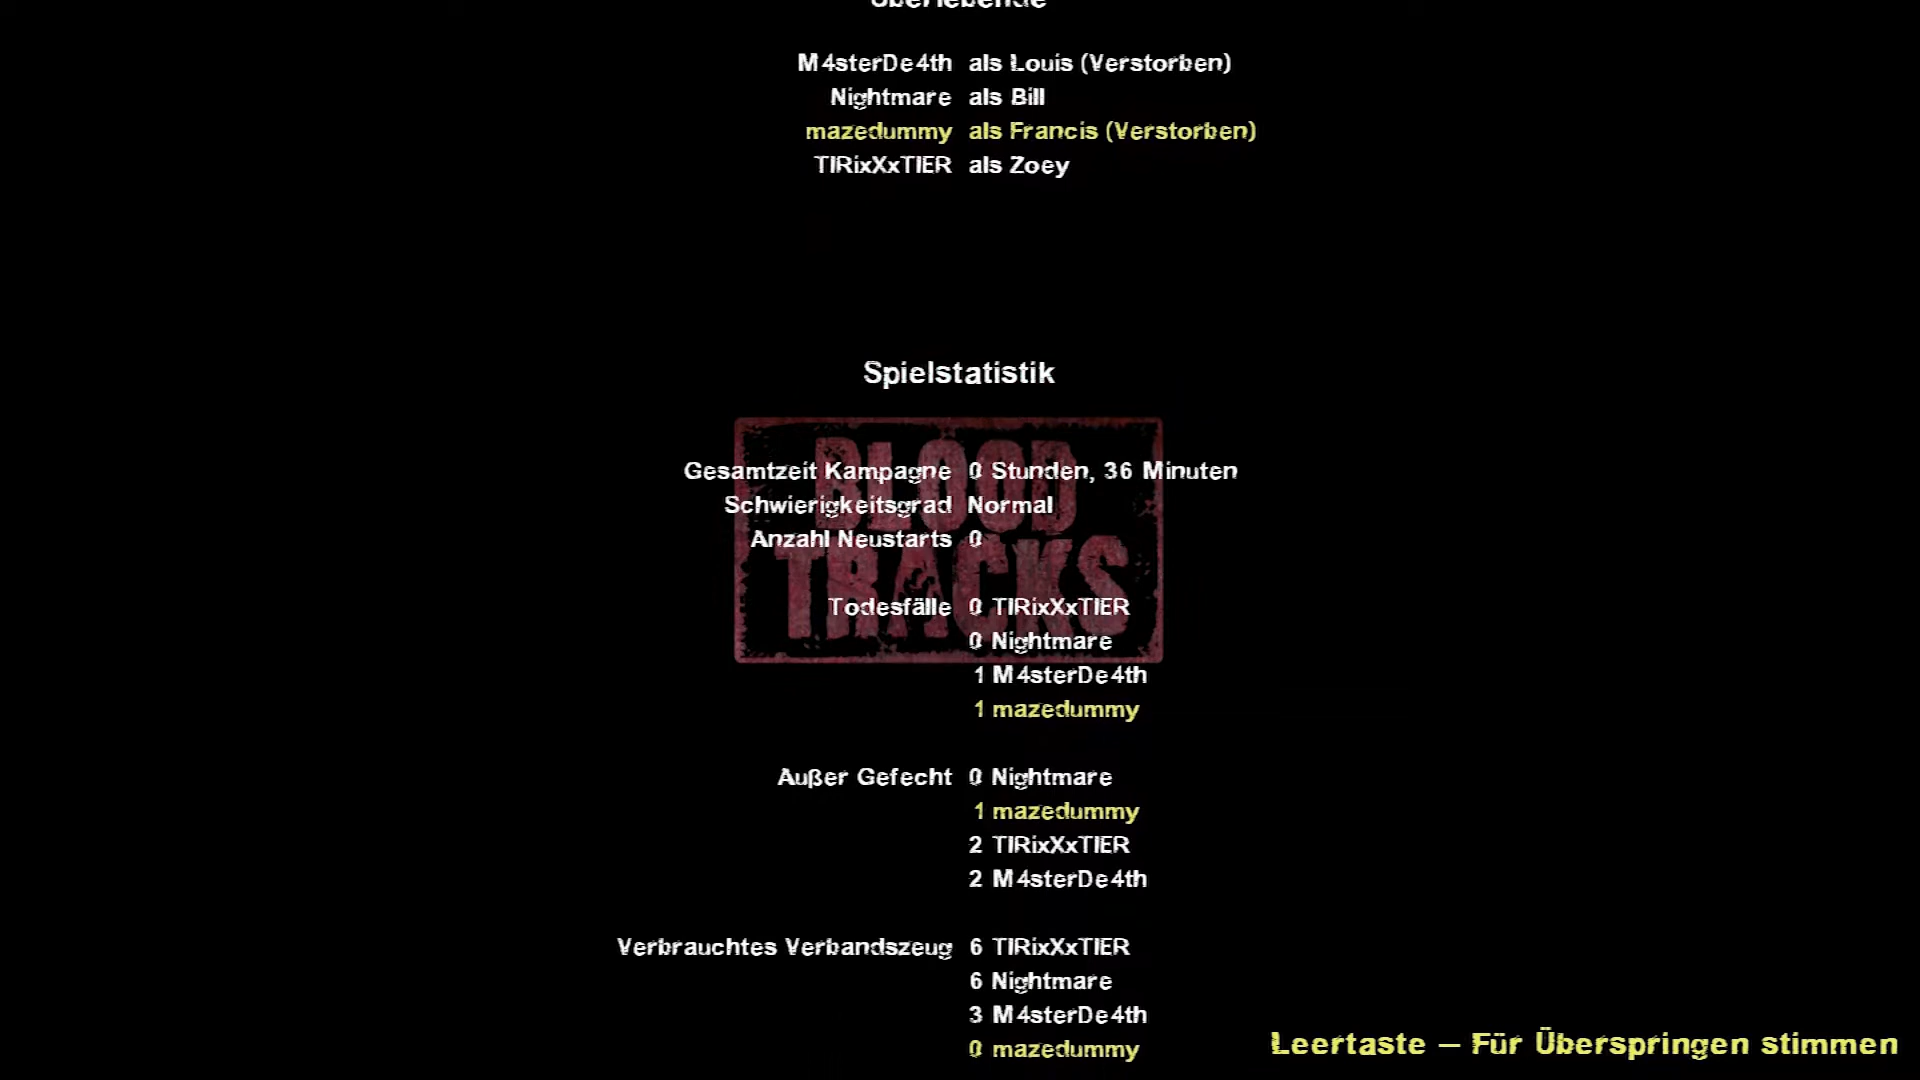 Überlebende
M4sterDe4th als Louis (Verstorben)
Nightmare als Bill
mazedummy als Francis (Verstorben)
TIRixXxTIER als Zoey
Spielstatistik
BLOOD
TRACKS
Gesamtzeit Kampagne 0 Stunden, 36 Minuten
Schwierigkeitsgrad Normal
Anzahl Neustarts 0
Todesfälle 0 TIRixXxTIER
0 Nightmare
1 M4sterDe4th
1 mazedummy
Außer Gefecht 0 Nightmare
1 mazedummy
2 TIRixXxTIER
2 M4sterDe4th
Verbrauchtes Verbandszeug 6 TIRixXxTIER
6 Nightmare
3 M4sterDe4th
0 mazedummy
Leertaste – Für Überspringen stimmen